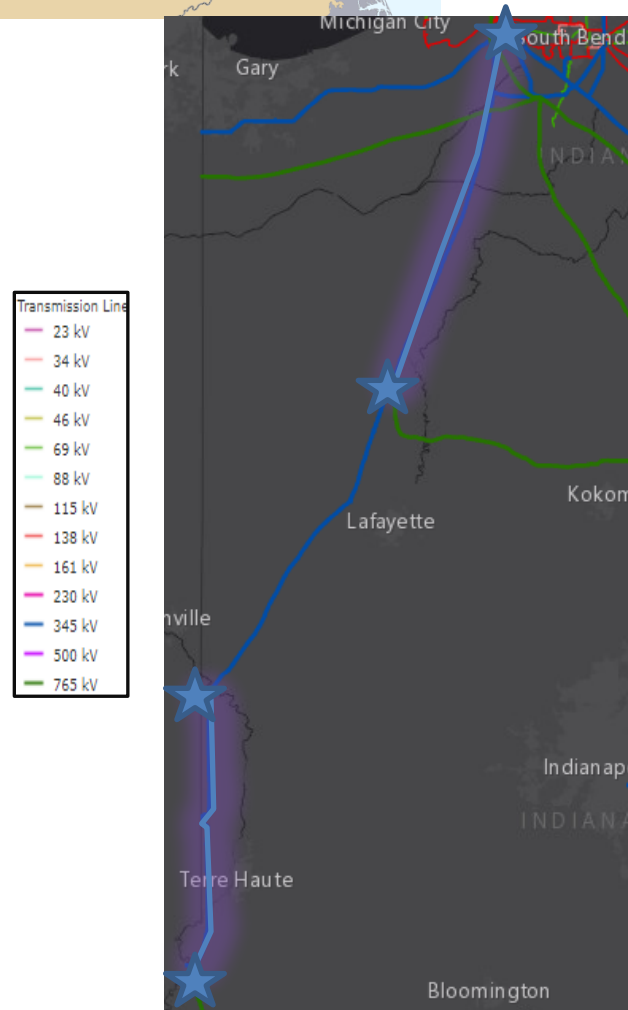 Michigan City
South Bend
rk
Gary
INDIAN
Transmission Line
23 kV
34 kV
40 kV
46 kV
69 kV
88 kV
115 kV
138 kV
161 kV
230 kV
345 kV
500 kV
765 kV
Kokom
Lafayette
nville
Indianap
INDIANA
Terre Haute
Bloomington